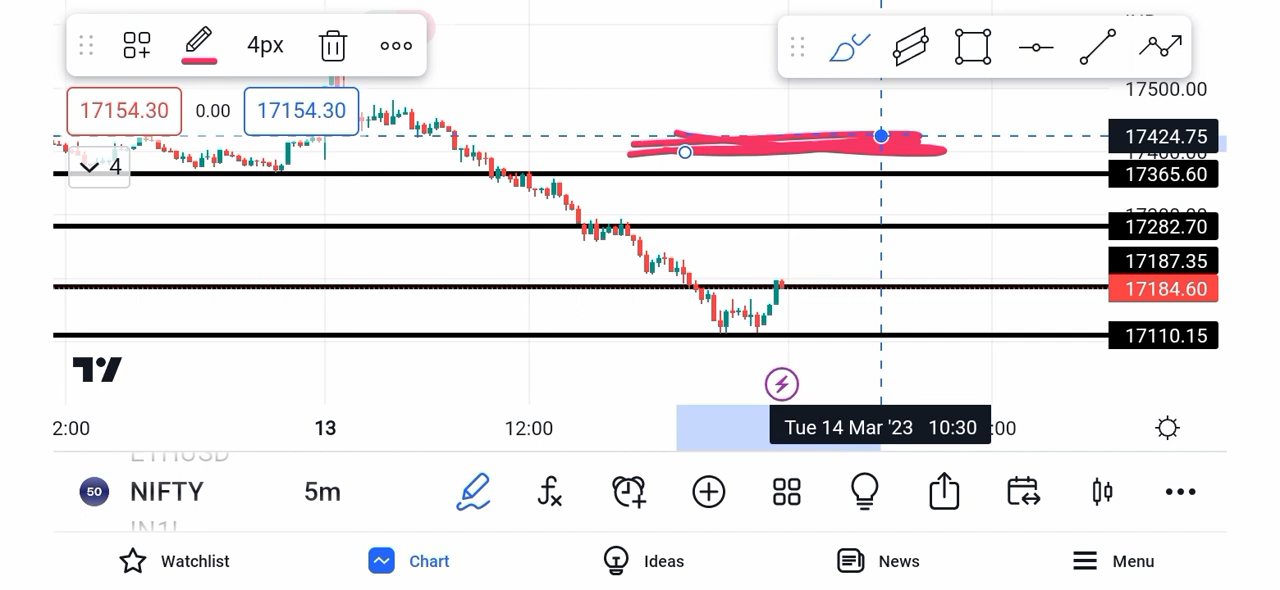 4px
17500.00
17154.30 0.00 17154.30
17424.75
4
17365.60
17282.70
17187.35
17184.60
17110.15
2:00 13 12:00 Tue 14 Mar '23 10:30 :00
50 NIFTY 5m
Watchlist Chart Ideas News Menu